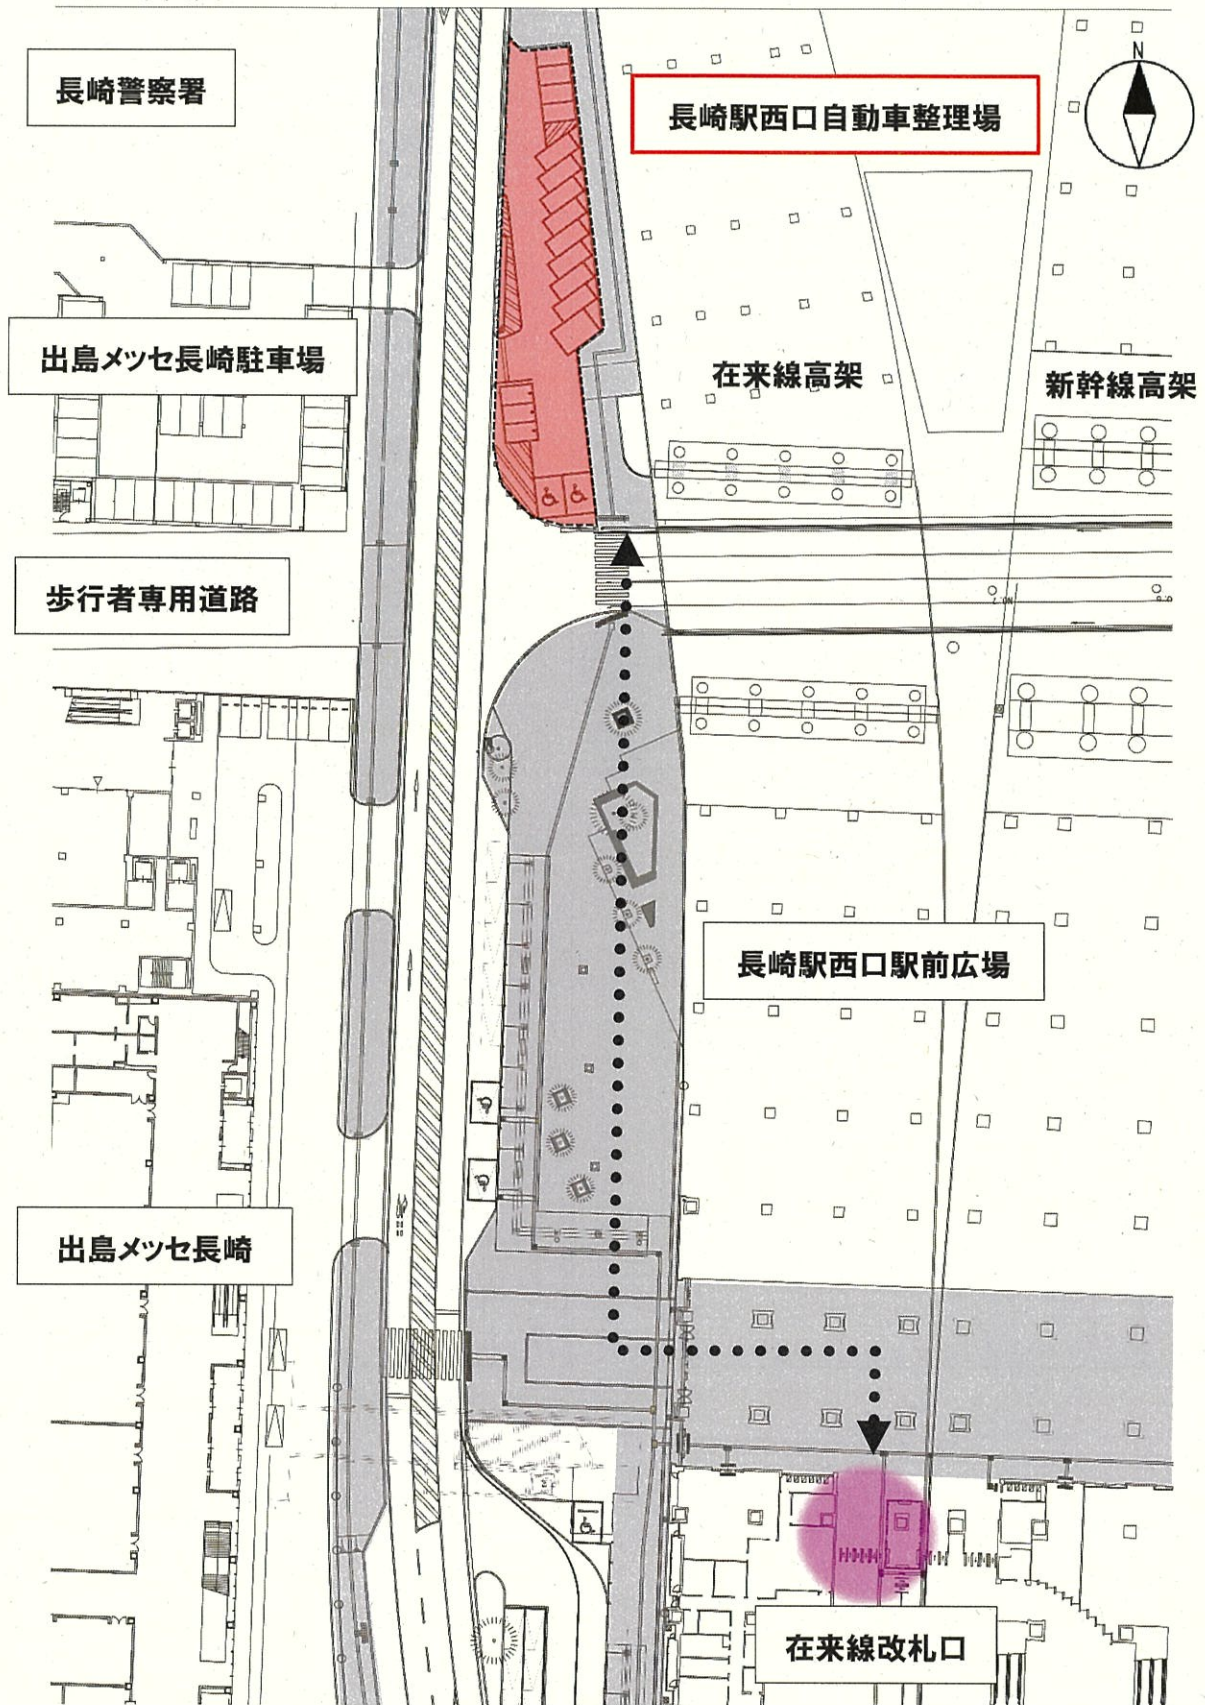 N
長崎警察署
長崎駅西口自動車整理場
出島メッセ長崎駐車場
在来線高架
新幹線高架
歩行者専用道路
長崎駅西口駅前広場
出島メッセ長崎
在来線改札口